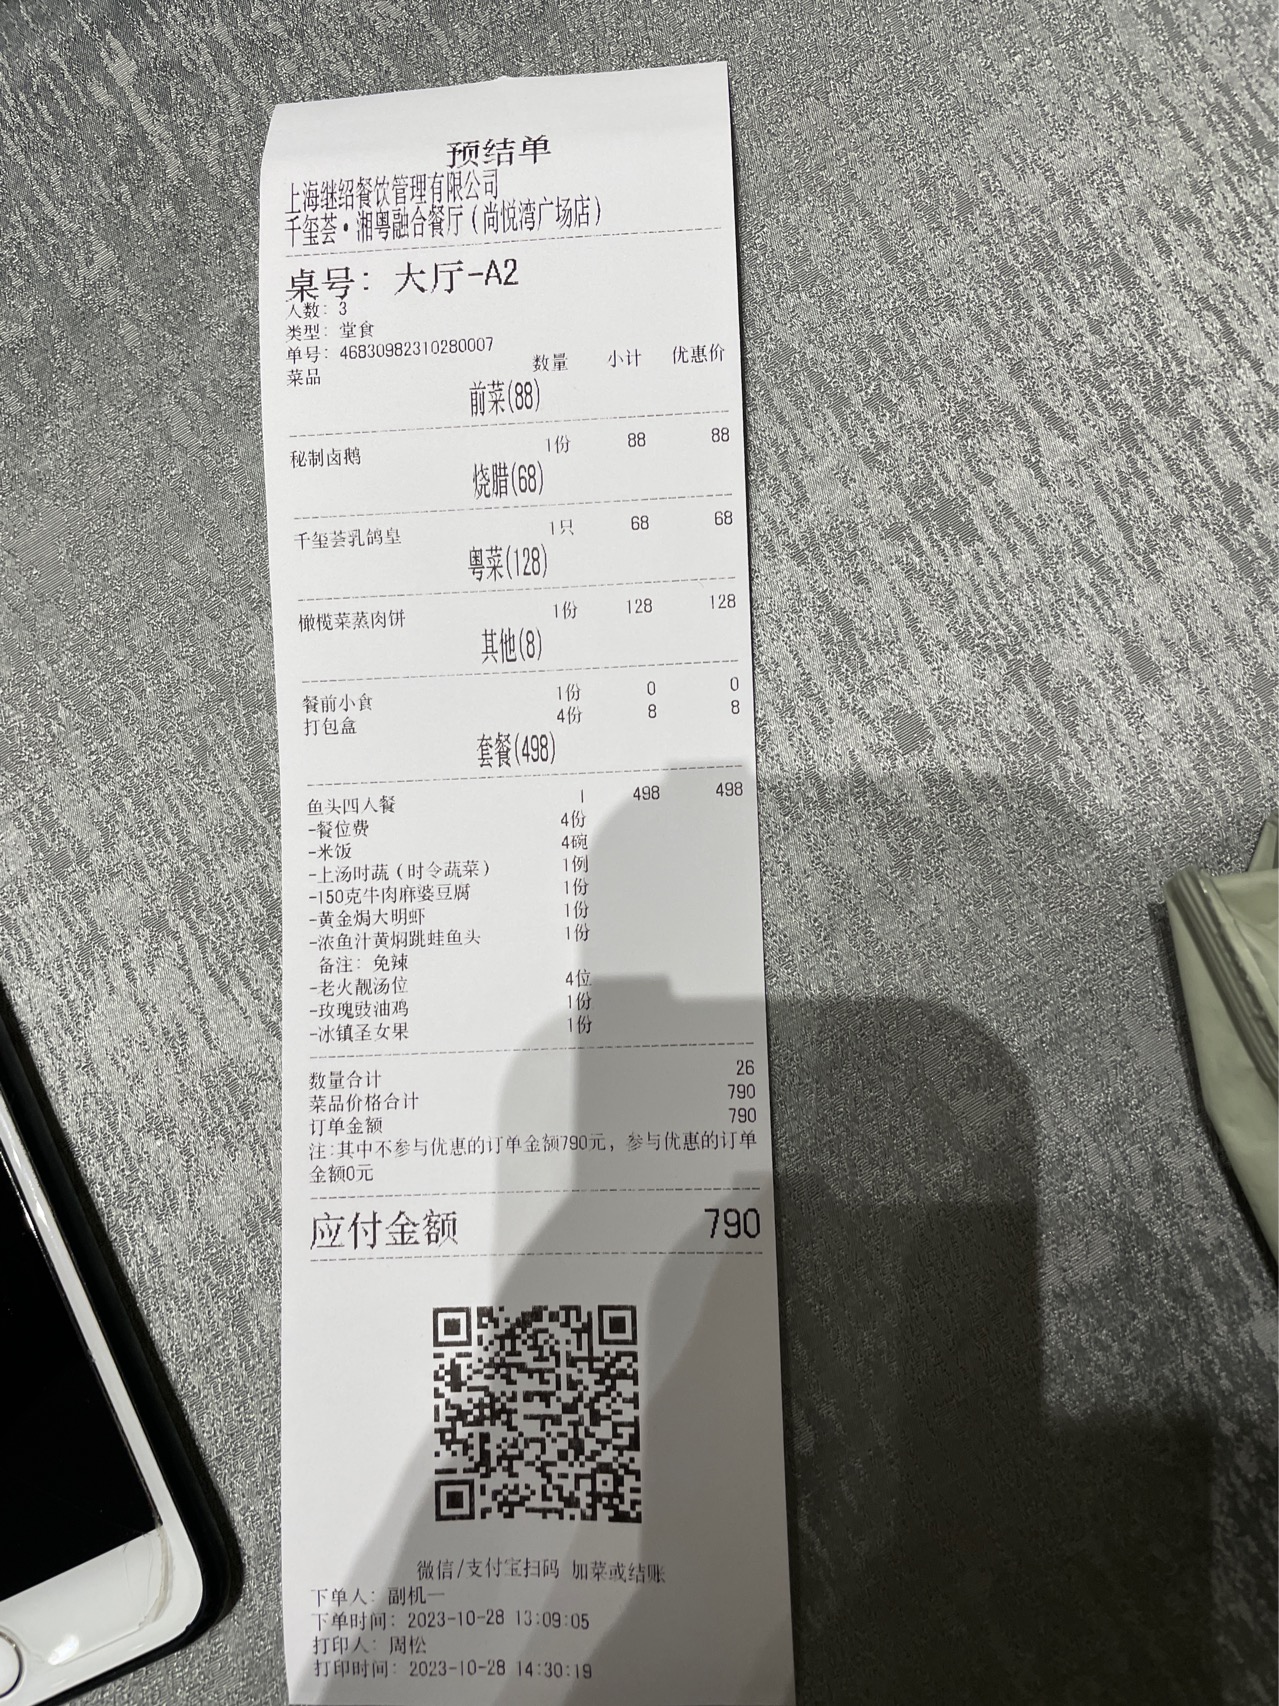 预结单
上海继绍餐饮管理有限公司
千玺荟·湘粤融合餐厅(尚悦湾广场店)
桌号：大厅-A2
人数：3
类型：堂食
单号：46830982310280007
菜品 数量 小计 优惠价
前菜(88)
秘制卤鹅 1份 88 88
烧腊(68)
千玺荟乳鸽皇 1只 68 68
粤菜(128)
橄榄菜蒸肉饼 1份 128 128
其他(8)
餐前小食 1份 0 0
打包盒 4份 8 8
套餐(498)
鱼头四人餐 1 498 498
-餐位费 4份
-米饭 4碗
-上汤时蔬(时令蔬菜) 1例
-150克牛肉麻婆豆腐 1份
-黄金焗大明虾 1份
-浓鱼汁黄焖跳蛙鱼头 1份
备注：免辣
-老火靓汤位 4位
-玫瑰豉油鸡 1份
-冰镇圣女果 1份
数量合计 26
菜品价格合计 790
订单金额 790
注:其中不参与优惠的订单金额790元，参与优惠的订单
金额0元
应付金额 790
微信/支付宝扫码 加菜或结账
下单人：副机一
下单时间：2023-10-28 13:09:05
打印人：周松
打印时间：2023-10-28 14:30:19